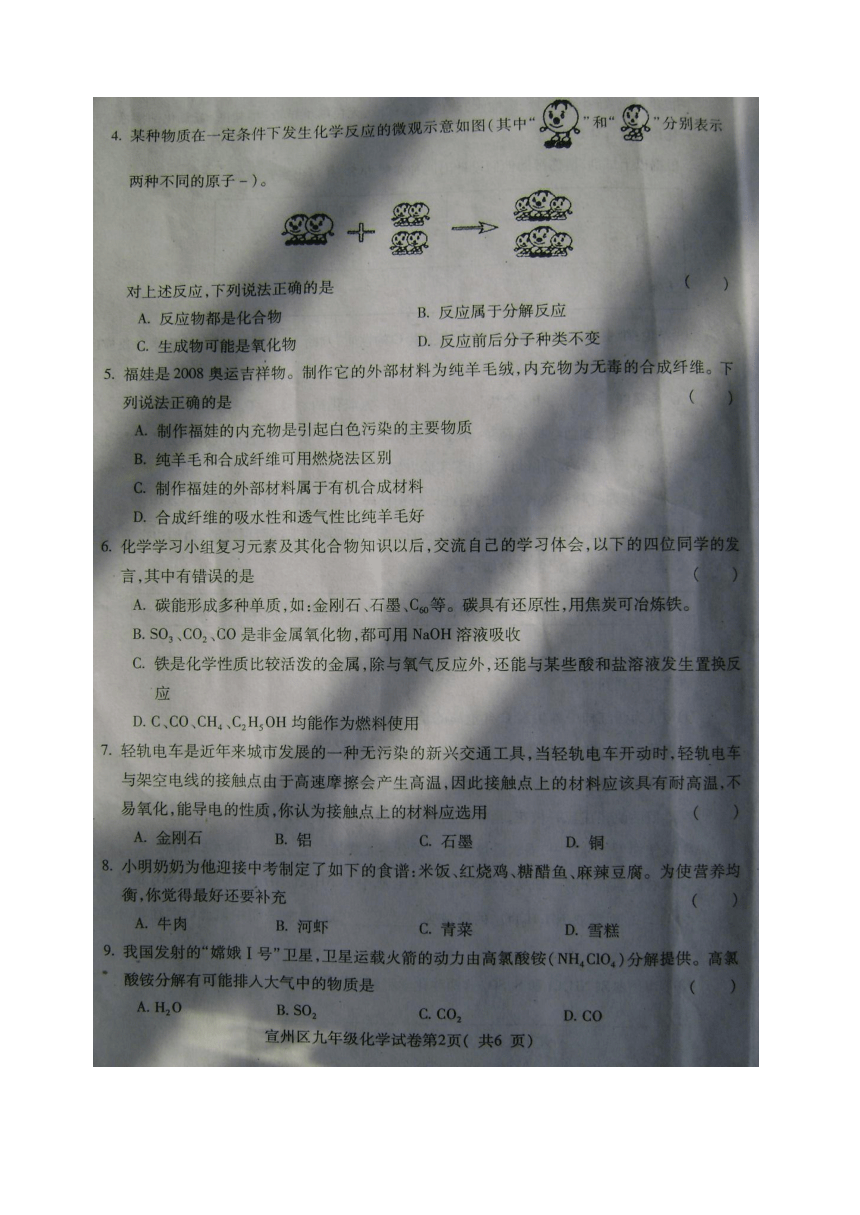 4. 某种物质在一定条件下发生化学反应的微观示意如图(其中“ ”和“ ”分别表示
两种不同的原子-)。
对上述反应,下列说法正确的是 ( )
A. 反应物都是化合物 B. 反应属于分解反应
C. 生成物可能是氧化物 D. 反应前后分子种类不变
5. 福娃是2008奥运吉祥物。制作它的外部材料为纯羊毛绒,内充物为无毒的合成纤维。下
列说法正确的是 ( )
A. 制作福娃的内充物是引起白色污染的主要物质
B. 纯羊毛和合成纤维可用燃烧法区别
C. 制作福娃的外部材料属于有机合成材料
D. 合成纤维的吸水性和透气性比纯羊毛好
6. 化学学习小组复习元素及其化合物知识以后,交流自己的学习体会,以下的四位同学的发
言,其中有错误的是 ( )
A. 碳能形成多种单质,如:金刚石、石墨、C₆₀等。碳具有还原性,用焦炭可冶炼铁。
B. SO₃、CO₂、CO 是非金属氧化物,都可用 NaOH 溶液吸收
C. 铁是化学性质比较活泼的金属,除与氧气反应外,还能与某些酸和盐溶液发生置换反
应
D. C、CO、CH₄、C₂H₅OH 均能作为燃料使用
7. 轻轨电车是近年来城市发展的一种无污染的新兴交通工具,当轻轨电车开动时,轻轨电车
与架空电线的接触点由于高速摩擦会产生高温,因此接触点上的材料应该具有耐高温,不
易氧化,能导电的性质,你认为接触点上的材料应选用 ( )
A. 金刚石 B. 铝 C. 石墨 D. 铜
8. 小明奶奶为他迎接中考制定了如下的食谱:米饭、红烧鸡、糖醋鱼、麻辣豆腐。为使营养均
衡,你觉得最好还要补充 ( )
A. 牛肉 B. 河虾 C. 青菜 D. 雪糕
9. 我国发射的“嫦娥Ⅰ号”卫星,卫星运载火箭的动力由高氯酸铵(NH₄ClO₄)分解提供。高氯
酸铵分解有可能排入大气中的物质是 ( )
A. H₂O B. SO₂ C. CO₂ D. CO
宣州区九年级化学试卷第2页( 共6 页)